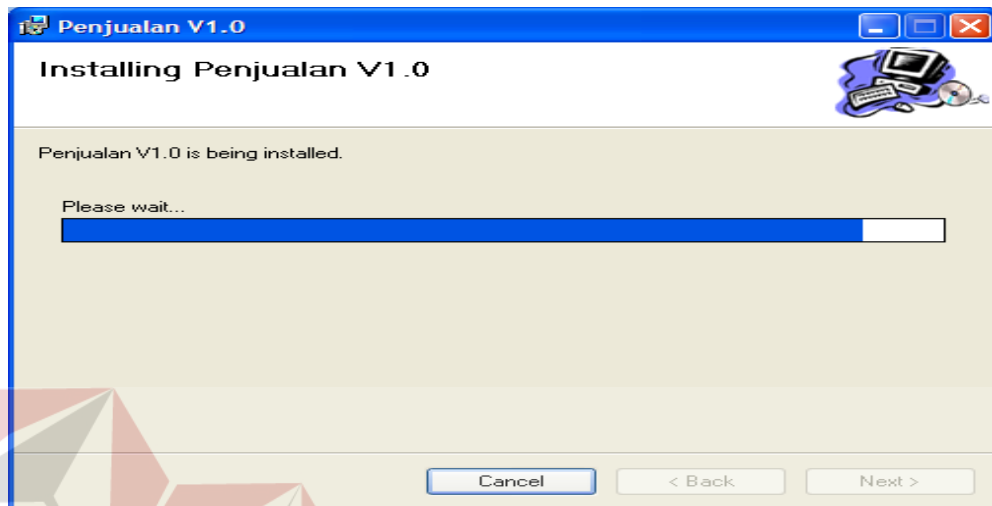 Penjualan V1.0
Installing Penjualan V1.0
Penjualan V1.0 is being installed.
Please wait...
Cancel
< Back
Next >